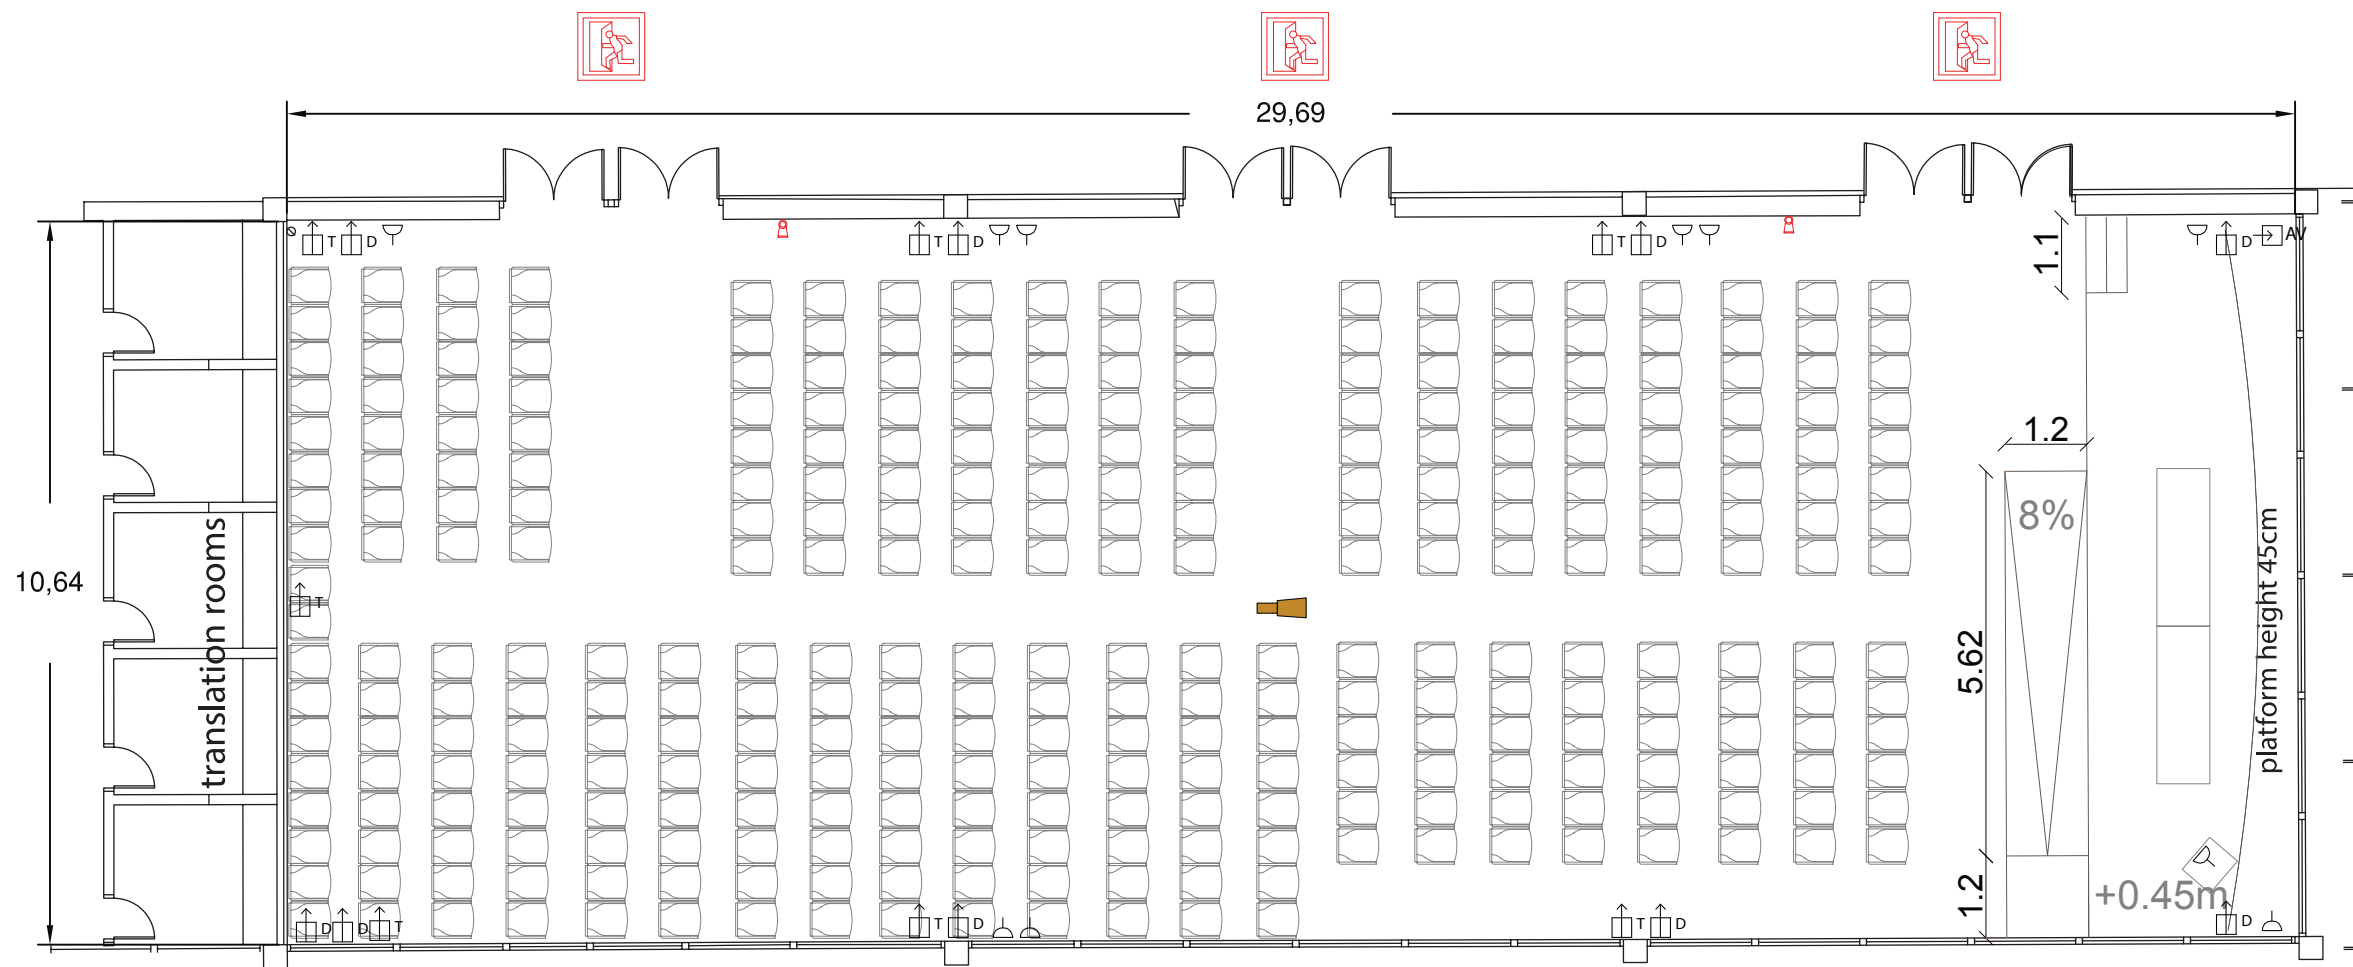 29,69
T
D
T
D
T
D
D
AV
1.1
1.2
8%
10,64
translation rooms
T
5.62
platform height 45cm
1.2
+0.45m
D
D
T
T
D
T
D
D